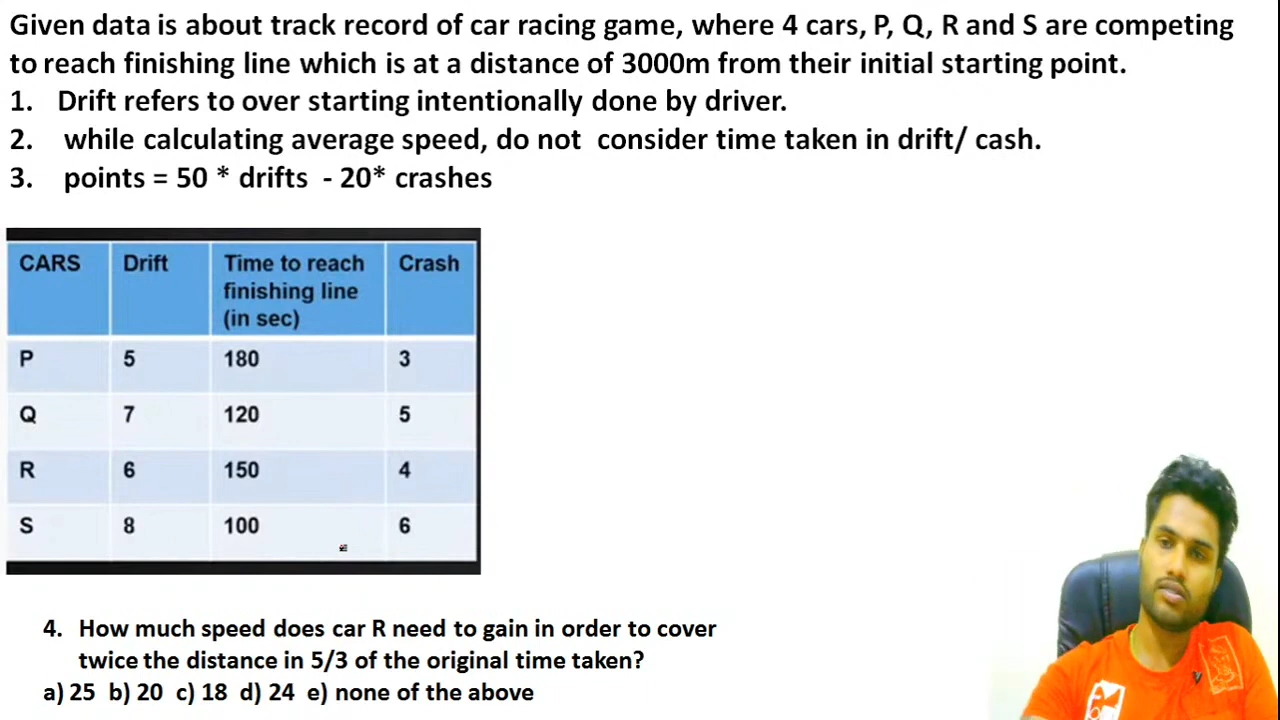 Given data is about track record of car racing game, where 4 cars, P, Q, R and S are competing
to reach finishing line which is at a distance of 3000m from their initial starting point.
1. Drift refers to over starting intentionally done by driver.
2. while calculating average speed, do not consider time taken in drift/ cash.
3. points = 50 * drifts - 20* crashes
CARS Drift Time to reach finishing line (in sec) Crash
P 5 180 3
Q 7 120 5
R 6 150 4
S 8 100 6
4. How much speed does car R need to gain in order to cover
twice the distance in 5/3 of the original time taken?
a) 25 b) 20 c) 18 d) 24 e) none of the above